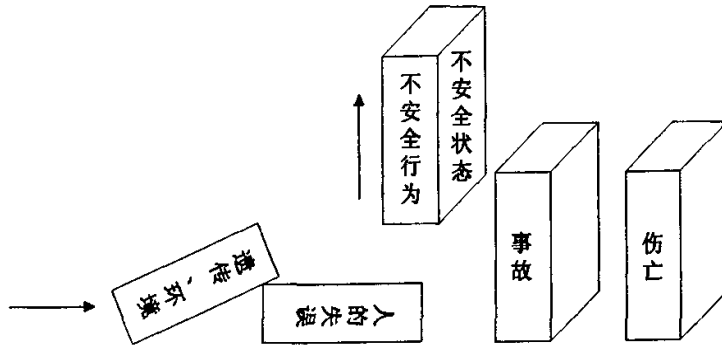 遗传、环境
人的失误
不安全行为
不安全状态
事故
伤亡